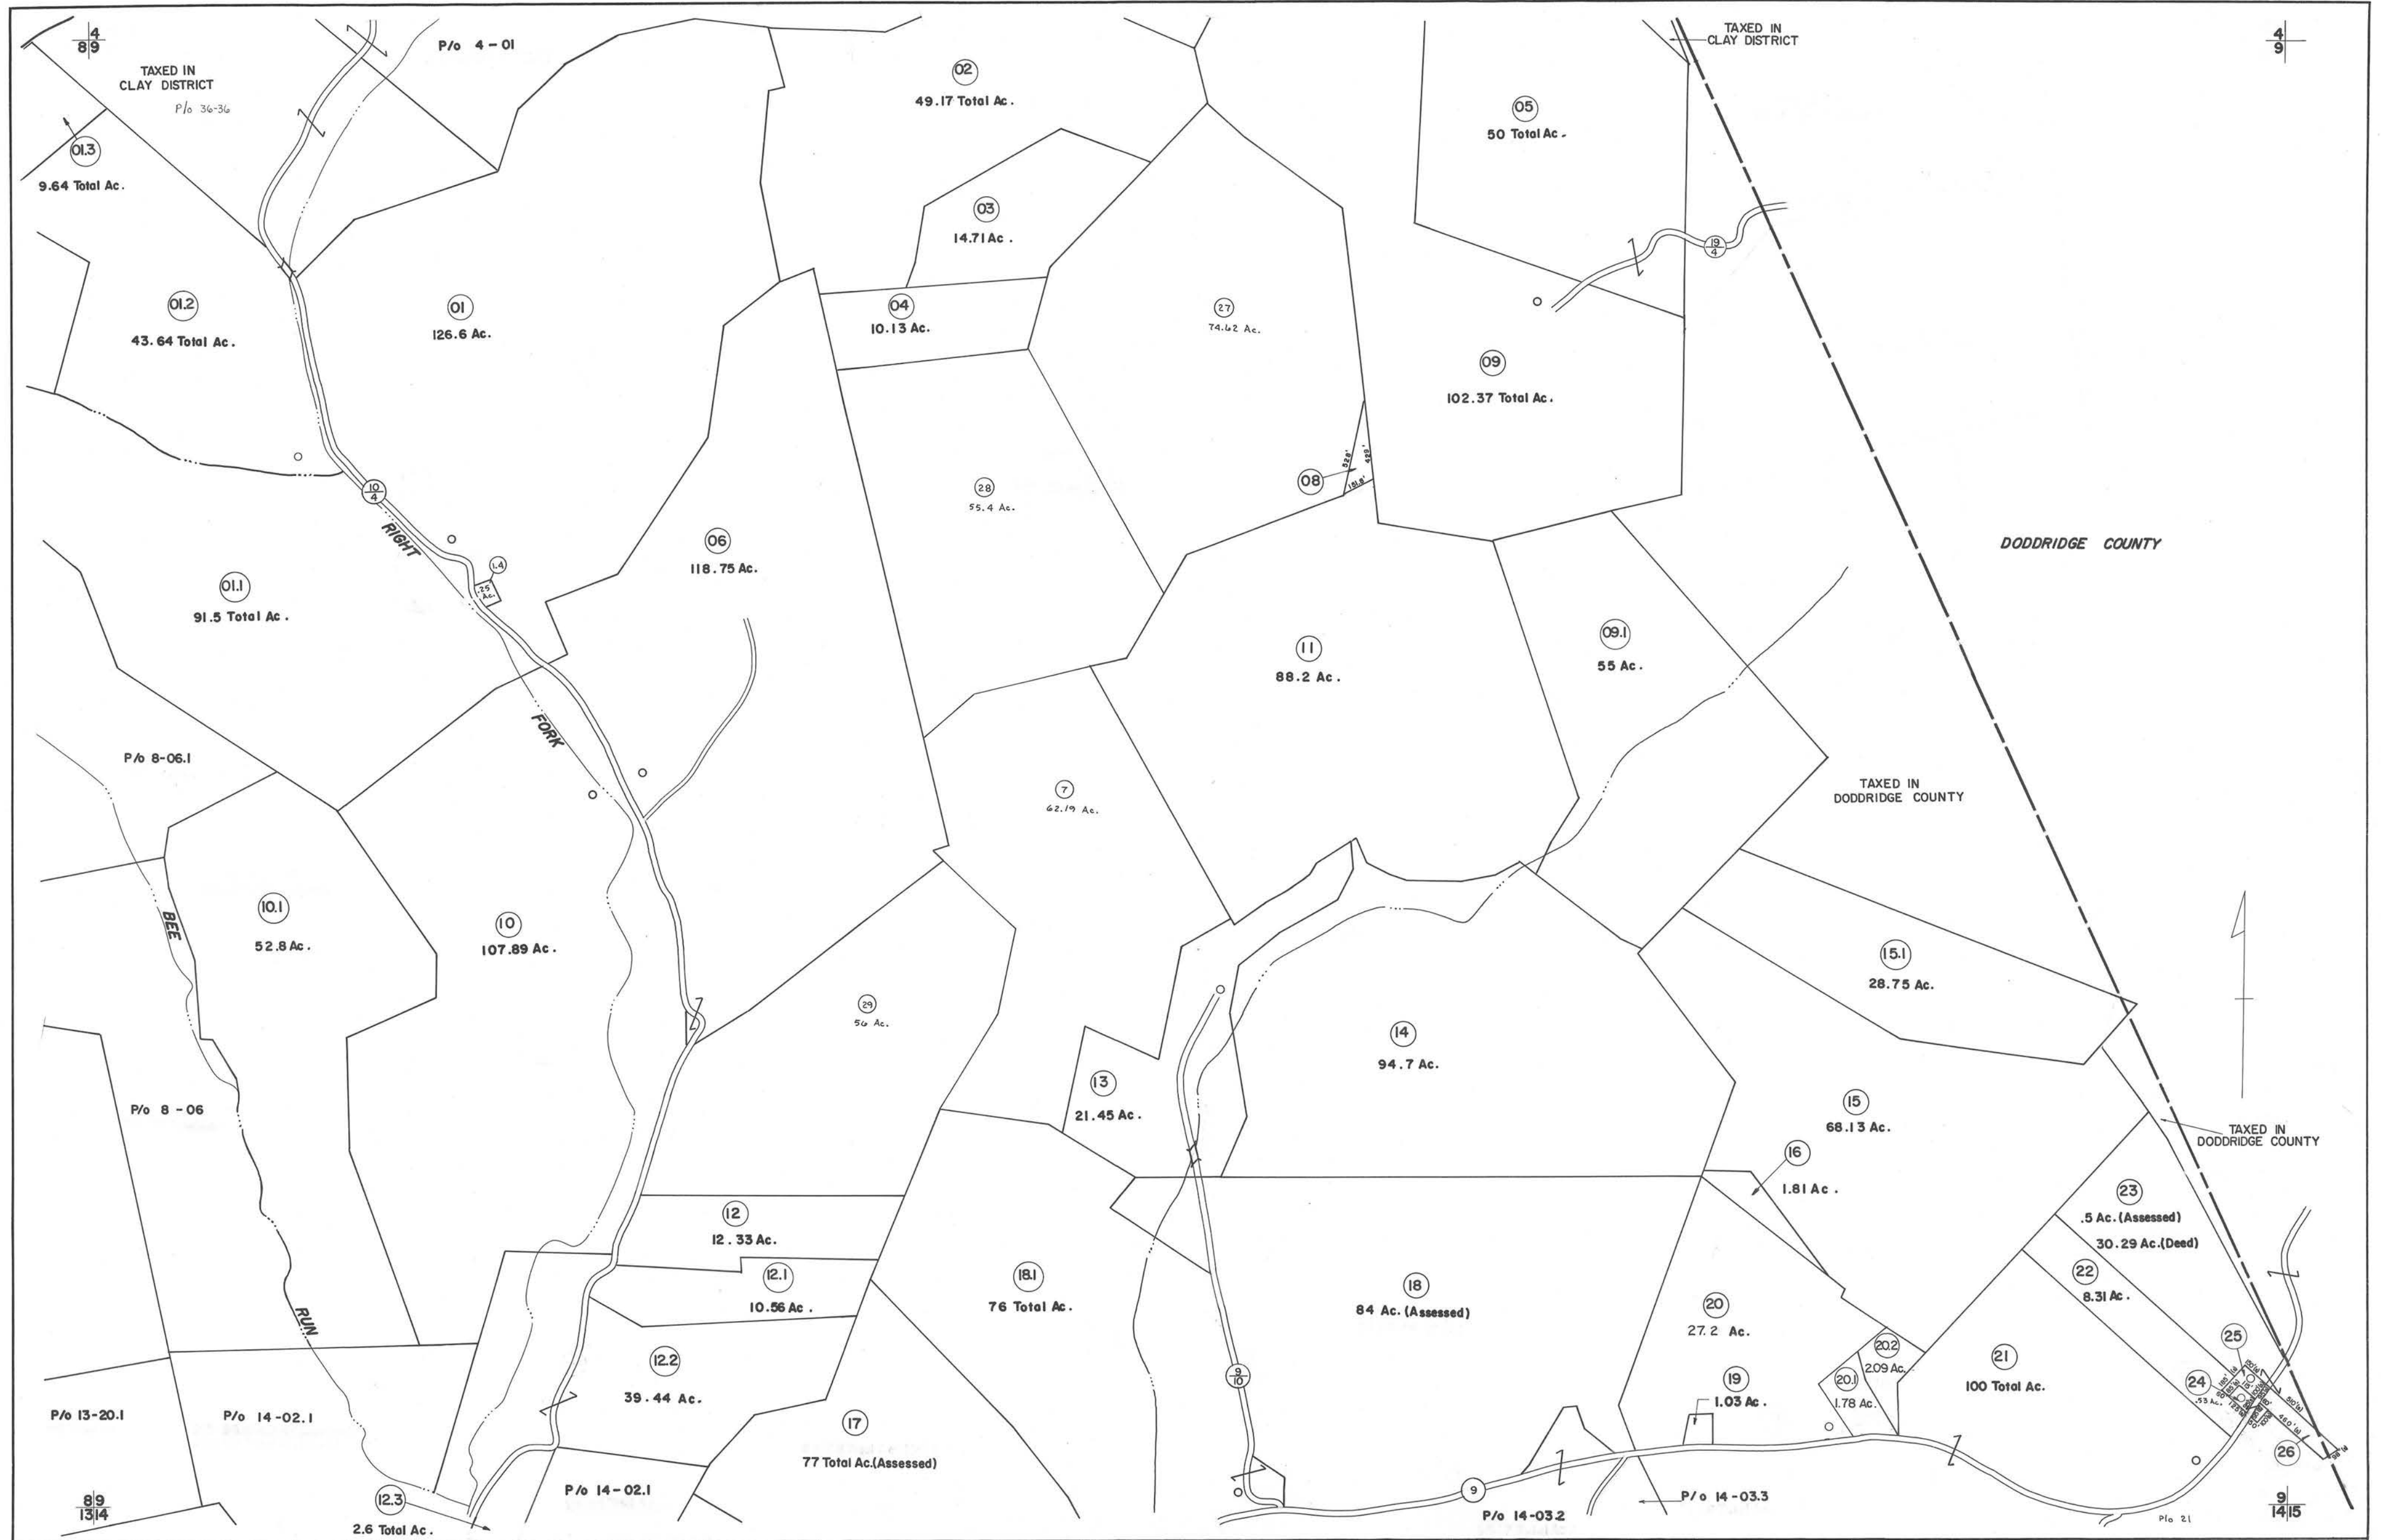 4
8 9
TAXED IN
CLAY DISTRICT
P/o 36-36
P/o 4-01
02
49.17 Total Ac.
TAXED IN
CLAY DISTRICT
4
9
05
50 Total Ac.
01.3
9.64 Total Ac.
03
14.71 Ac.
19
4
01.2
43.64 Total Ac.
01
126.6 Ac.
04
10.13 Ac.
27
74.62 Ac.
09
102.37 Total Ac.
528'
429'
151.8'
08
10
4
RIGHT
28
55.4 Ac.
06
118.75 Ac.
DODDRIDGE COUNTY
1.4
.25
Ac.
01.1
91.5 Total Ac.
11
88.2 Ac.
09.1
55 Ac.
FORK
P/o 8-06.1
7
62.19 Ac.
TAXED IN
DODDRIDGE COUNTY
BEE
10.1
52.8 Ac.
10
107.89 Ac.
15.1
28.75 Ac.
29
56 Ac.
14
94.7 Ac.
13
21.45 Ac.
P/o 8 - 06
15
68.13 Ac.
TAXED IN
DODDRIDGE COUNTY
16
1.81 Ac.
23
.5 Ac. (Assessed)
30.29 Ac. (Deed)
12
12.33 Ac.
12.1
10.56 Ac.
18.1
76 Total Ac.
18
84 Ac. (Assessed)
22
8.31 Ac.
RUN
20
27.2 Ac.
25
20.2
2.09 Ac.
21
100 Total Ac.
12.2
39.44 Ac.
9
10
19
1.03 Ac.
20.1
1.78 Ac.
24
.53 Ac.
P/o 13-20.1
P/o 14-02.1
17
77 Total Ac. (Assessed)
460'
26
9
P/o 14-02.1
P/o 14-03.3
P/o 14-03.2
P/o 21
8 9
13 14
12.3
2.6 Total Ac.
9
14 15